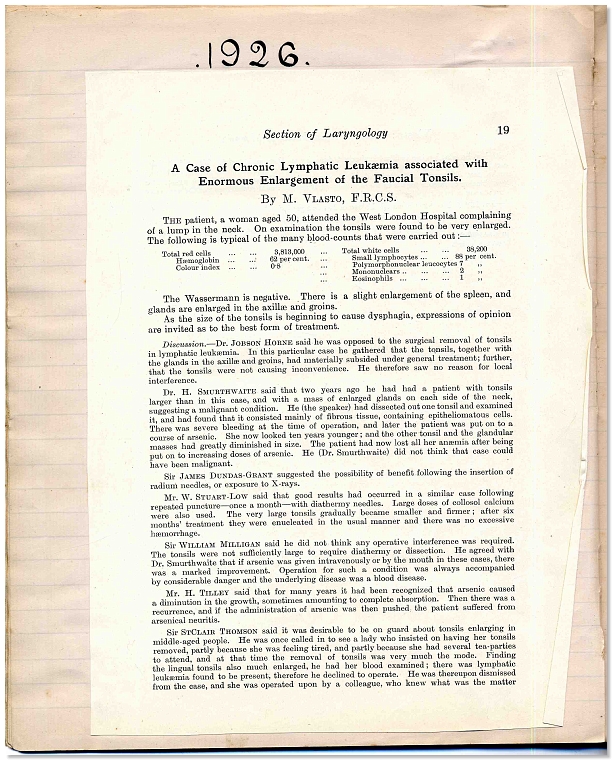 .1926.
Section of Laryngology 19
A Case of Chronic Lymphatic Leukæmia associated with
Enormous Enlargement of the Faucial Tonsils.
By M. Vlasto, F.R.C.S.
The patient, a woman aged 50, attended the West London Hospital complaining
of a lump in the neck. On examination the tonsils were found to be very enlarged.
The following is typical of the many blood-counts that were carried out :—
Total red cells ... ... 3,813,000 ... Total white cells ... ... 38,200
Hæmoglobin ... ... 62 per cent. ... Small lymphocytes ... ... 88 per cent.
Colour index ... ... 0·8 ... Polymorphonuclear leucocytes 7 „
... Mononuclears .. ... ... 2 „
... Eosinophils ... ... ... 1 „
The Wassermann is negative. There is a slight enlargement of the spleen, and
glands are enlarged in the axillæ and groins.
As the size of the tonsils is beginning to cause dysphagia, expressions of opinion
are invited as to the best form of treatment.
Discussion.—Dr. Jobson Horne said he was opposed to the surgical removal of tonsils
in lymphatic leukæmia. In this particular case he gathered that the tonsils, together with
the glands in the axillæ and groins, had materially subsided under general treatment; further,
that the tonsils were not causing inconvenience. He therefore saw no reason for local
interference.
Dr. H. Smurthwaite said that two years ago he had had a patient with tonsils
larger than in this case, and with a mass of enlarged glands on each side of the neck,
suggesting a malignant condition. He (the speaker) had dissected out one tonsil and examined
it, and had found that it consisted mainly of fibrous tissue, containing epitheliomatous cells.
There was severe bleeding at the time of operation, and later the patient was put on to a
course of arsenic. She now looked ten years younger; and the other tonsil and the glandular
masses had greatly diminished in size. The patient had now lost all her anæmia after being
put on to increasing doses of arsenic. He (Dr. Smurthwaite) did not think that case could
have been malignant.
Sir James Dundas-Grant suggested the possibility of benefit following the insertion of
radium needles, or exposure to X-rays.
Mr. W. Stuart-Low said that good results had occurred in a similar case following
repeated puncture—once a month—with diathermy needles. Large doses of collosol calcium
were also used. The very large tonsils gradually became smaller and firmer; after six
months' treatment they were enucleated in the usual manner and there was no excessive
hæmorrhage.
Sir William Milligan said he did not think any operative interference was required.
The tonsils were not sufficiently large to require diathermy or dissection. He agreed with
Dr. Smurthwaite that if arsenic was given intravenously or by the mouth in these cases, there
was a marked improvement. Operation for such a condition was always accompanied
by considerable danger and the underlying disease was a blood disease.
Mr. H. Tilley said that for many years it had been recognized that arsenic caused
a diminution in the growth, sometimes amounting to complete absorption. Then there was a
recurrence, and if the administration of arsenic was then pushed the patient suffered from
arsenical neuritis.
Sir StClair Thomson said it was desirable to be on guard about tonsils enlarging in
middle-aged people. He was once called in to see a lady who insisted on having her tonsils
removed, partly because she was feeling tired, and partly because she had several tea-parties
to attend, and at that time the removal of tonsils was very much the mode. Finding
the lingual tonsils also much enlarged, he had her blood examined; there was lymphatic
leukæmia found to be present, therefore he declined to operate. He was thereupon dismissed
from the case, and she was operated upon by a colleague, who knew what was the matter